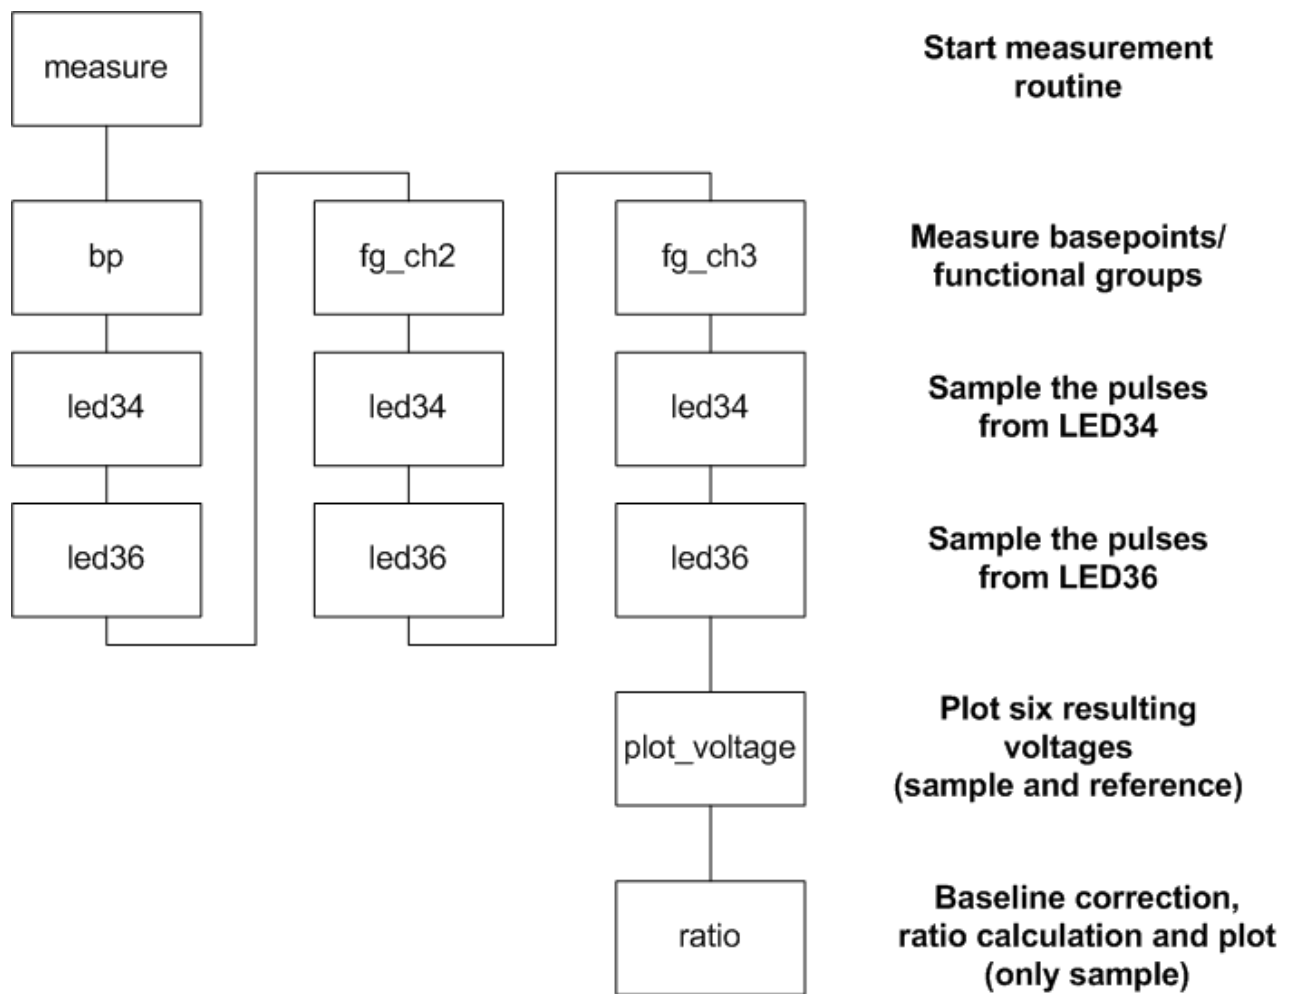 measure
Start measurement
routine
bp
fg_ch2
fg_ch3
Measure basepoints/
functional groups
led34
led34
led34
Sample the pulses
from LED34
led36
led36
led36
Sample the pulses
from LED36
plot_voltage
Plot six resulting
voltages
(sample and reference)
ratio
Baseline correction,
ratio calculation and plot
(only sample)